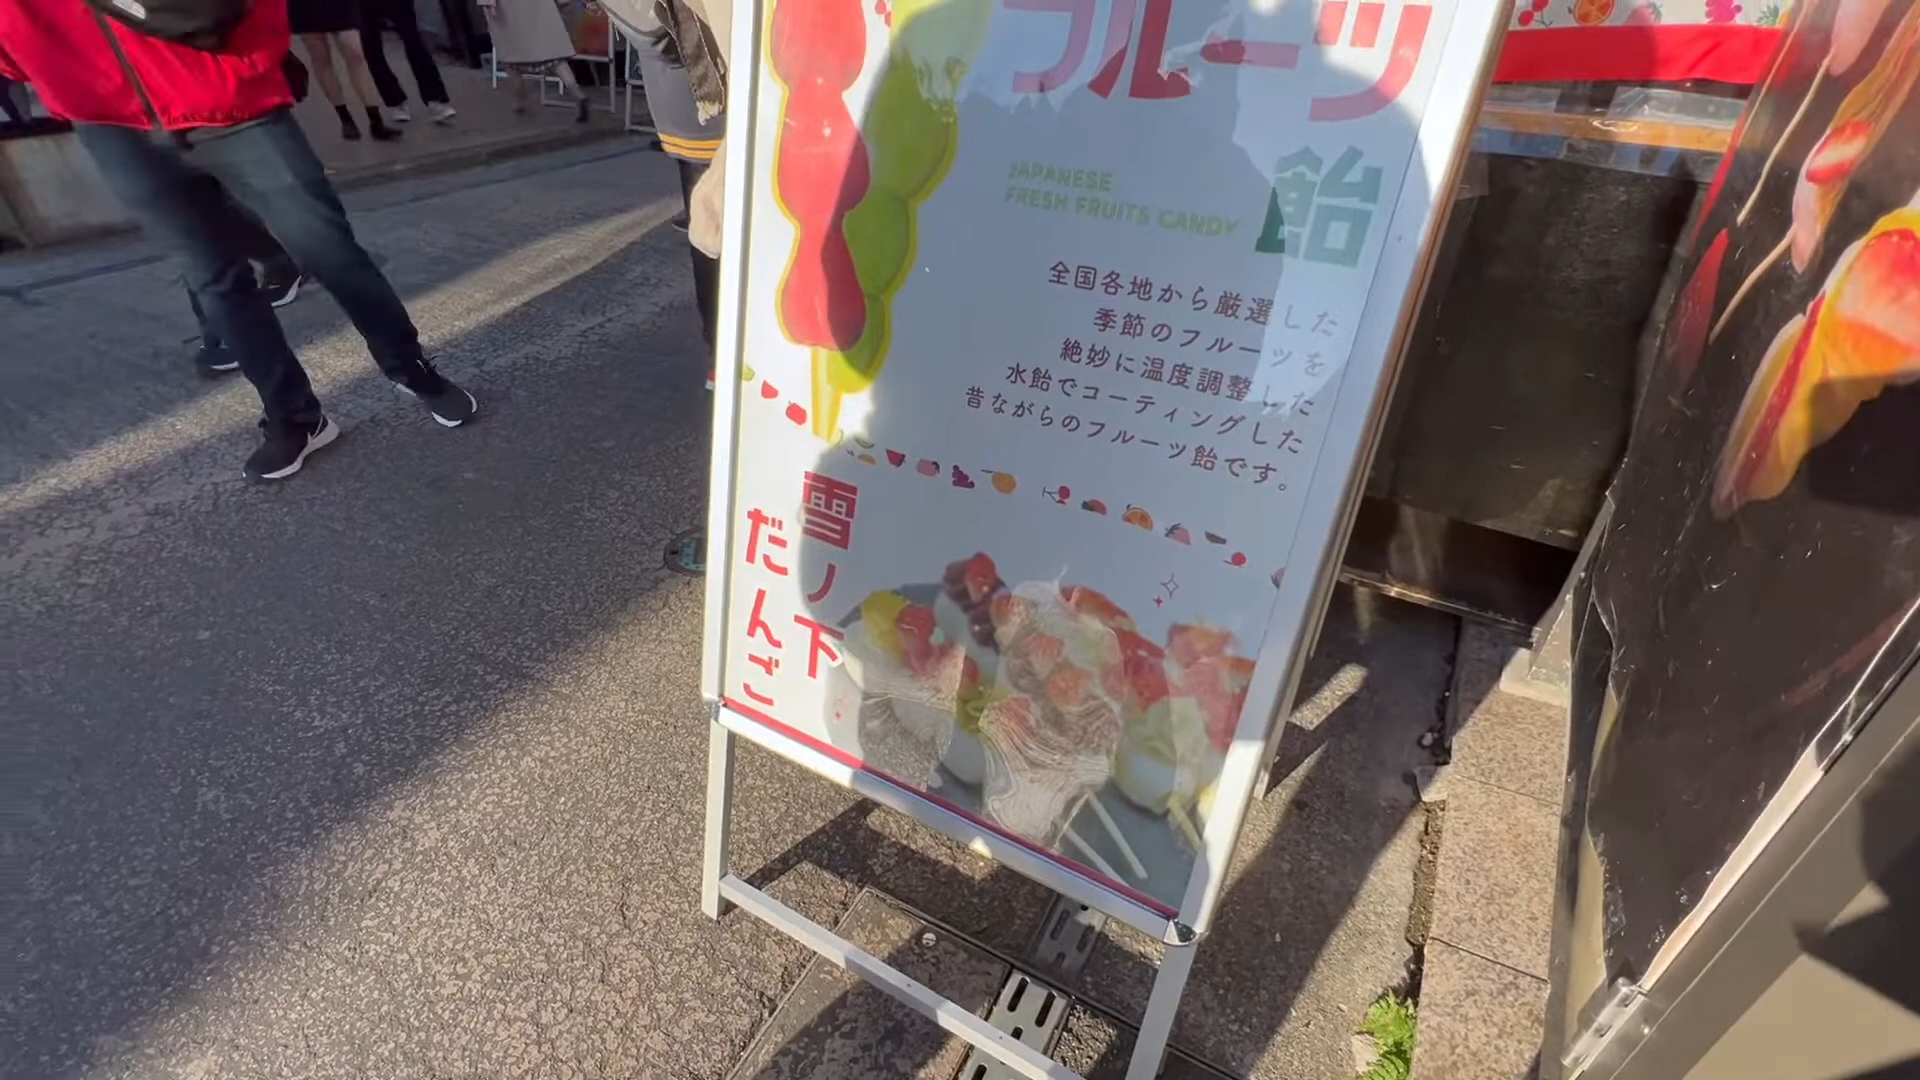 フルーツ
飴
JAPANESE
FRESH FRUITS CANDY
全国各地から厳選した
季節のフルーツを
絶妙に温度調整した
水飴でコーティングした
昔ながらのフルーツ飴です。
雪ノ下
だんご